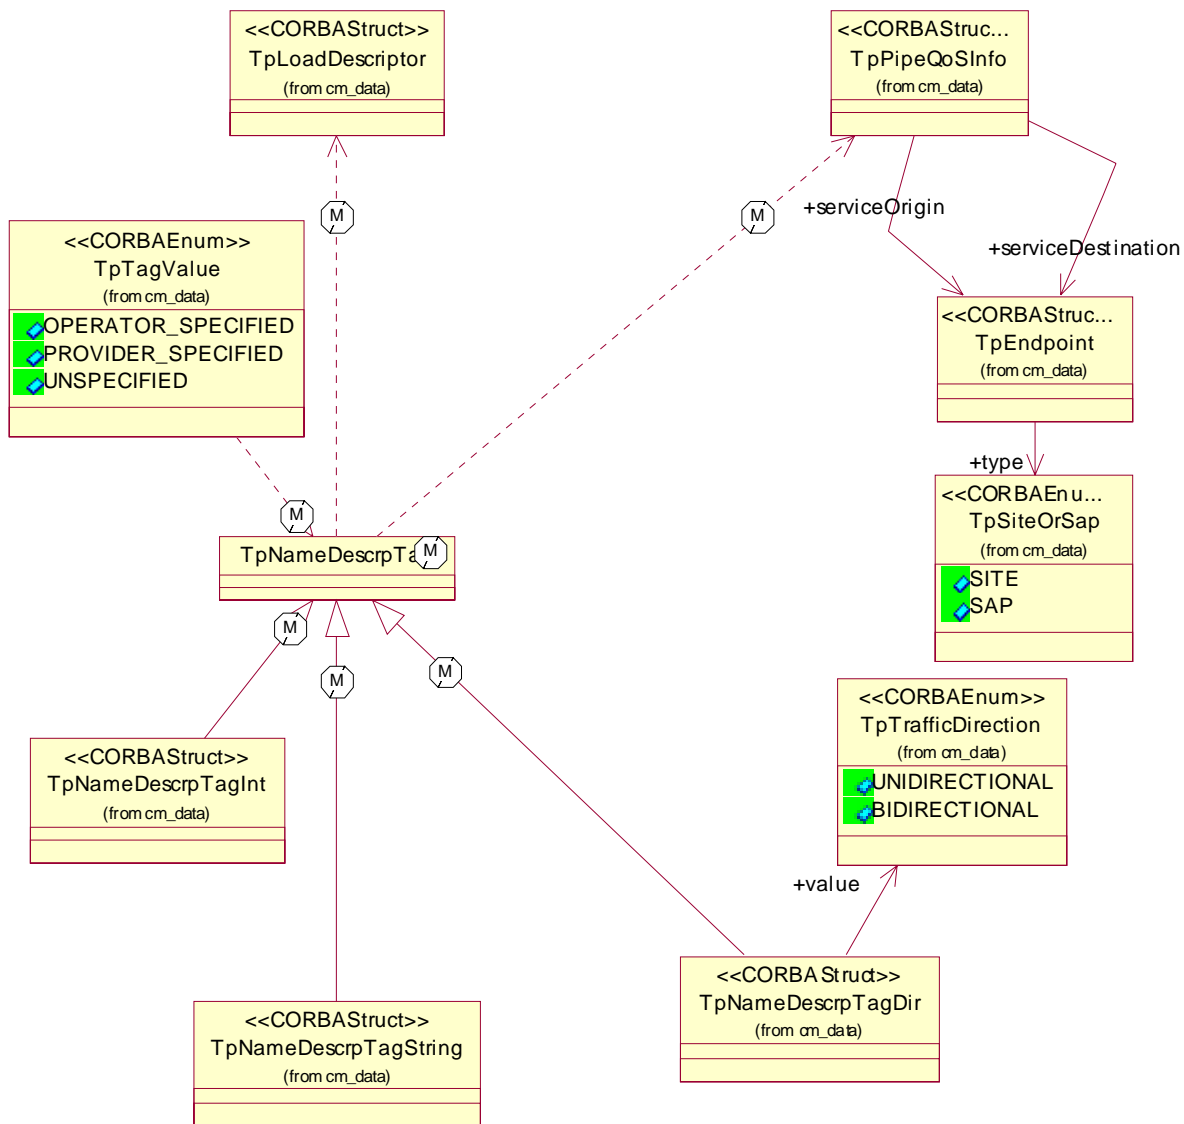 <<CORBAStruct>>
TpLoadDescriptor
(from cm_data)
<<CORBAStruc...
TpPipeQoSInfo
(from cm_data)
M
M
+serviceOrigin
+serviceDestination
<<CORBAEnum>>
TpTagValue
(from cm_data)
OPERATOR_SPECIFIED
PROVIDER_SPECIFIED
UNSPECIFIED
<<CORBAStruc...
TpEndpoint
(from cm_data)
+type
<<CORBAEnu...
TpSiteOrSap
(from cm_data)
SITE
SAP
M
TpNameDescrpTa
M
M
M
M
<<CORBAEnum>>
TpTrafficDirection
(from cm_data)
UNIDIRECTIONAL
BIDIRECTIONAL
+value
<<CORBAStruct>>
TpNameDescrpTagInt
(from cm_data)
<<CORBAStruct>>
TpNameDescrpTagDir
(from cm_data)
<<CORBAStruct>>
TpNameDescrpTagString
(from cm_data)